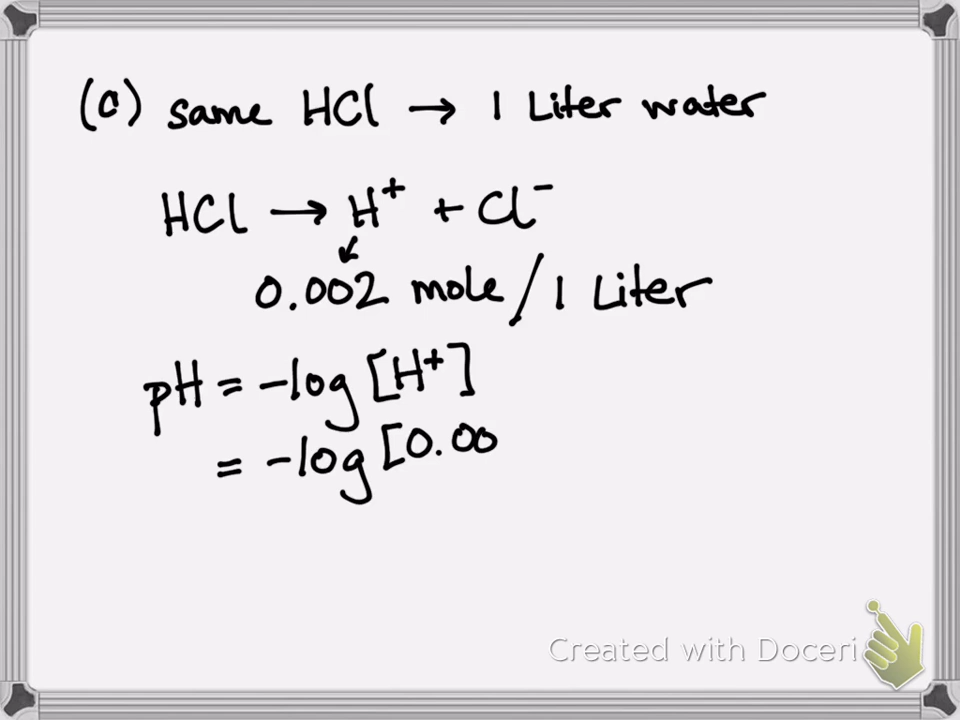 (c) same HCl → 1 Liter water
HCl → H⁺ + Cl⁻
0.002 mole / 1 Liter
pH = -log [H⁺]
= -log [0.00
Created with Doceri